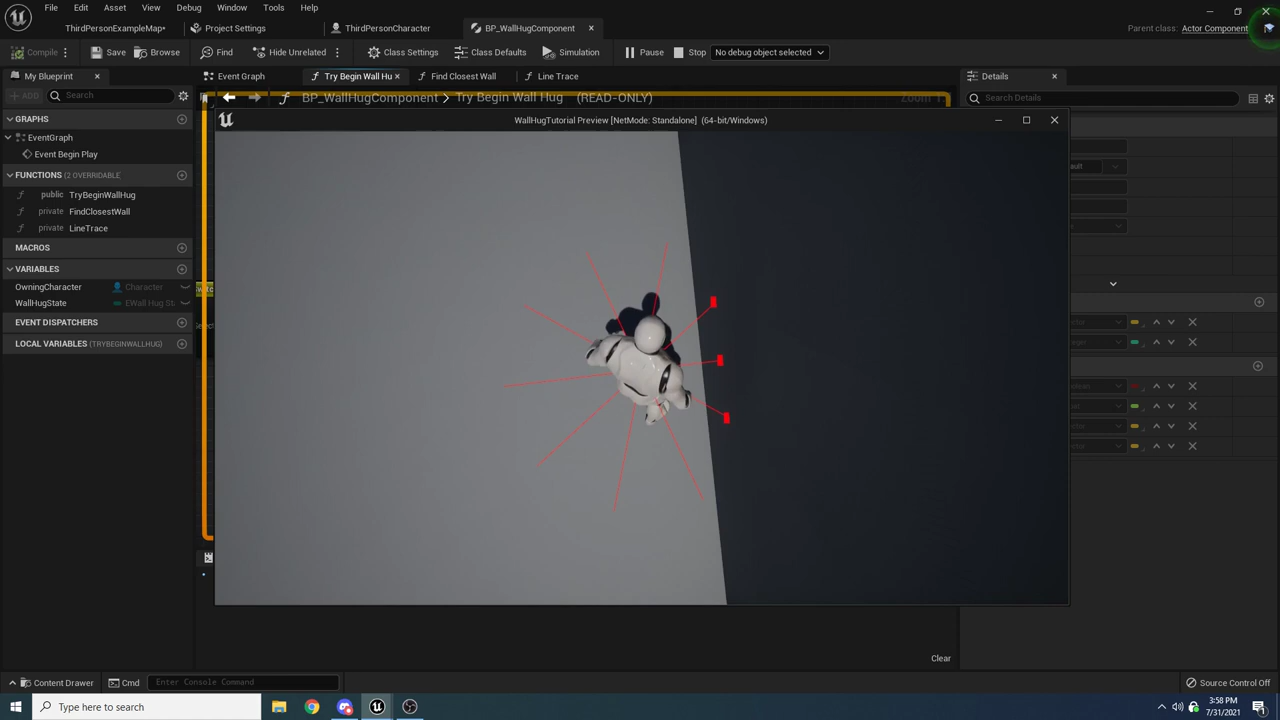 File Edit Asset View Debug Window Tools Help
ThirdPersonExampleMap*
Project Settings
ThirdPersonCharacter
BP_WallHugComponent
Parent class: Actor Component
Compile
Save
Browse
Find
Hide Unrelated
Class Settings
Class Defaults
Simulation
Pause
Stop
No debug object selected
My Blueprint
Event Graph
Try Begin Wall Hu
Find Closest Wall
Line Trace
Details
ADD
Search
BP_WallHugComponent
Try Begin Wall Hug
(READ-ONLY)
Search Details
GRAPHS
WallHugTutorial Preview [NetMode: Standalone] (64-bit/Windows)
EventGraph
Event Begin Play
FUNCTIONS (2 OVERRIDABLE)
public TryBeginWallHug
private FindClosestWall
private LineTrace
MACROS
VARIABLES
OwningCharacter Character
WallHugState EWall Hug St
EVENT DISPATCHERS
LOCAL VARIABLES (TRYBEGINWALLHUG)
Clear
Content Drawer
Cmd
Enter Console Command
Source Control Off
Type here to search
3:58 PM
7/31/2021